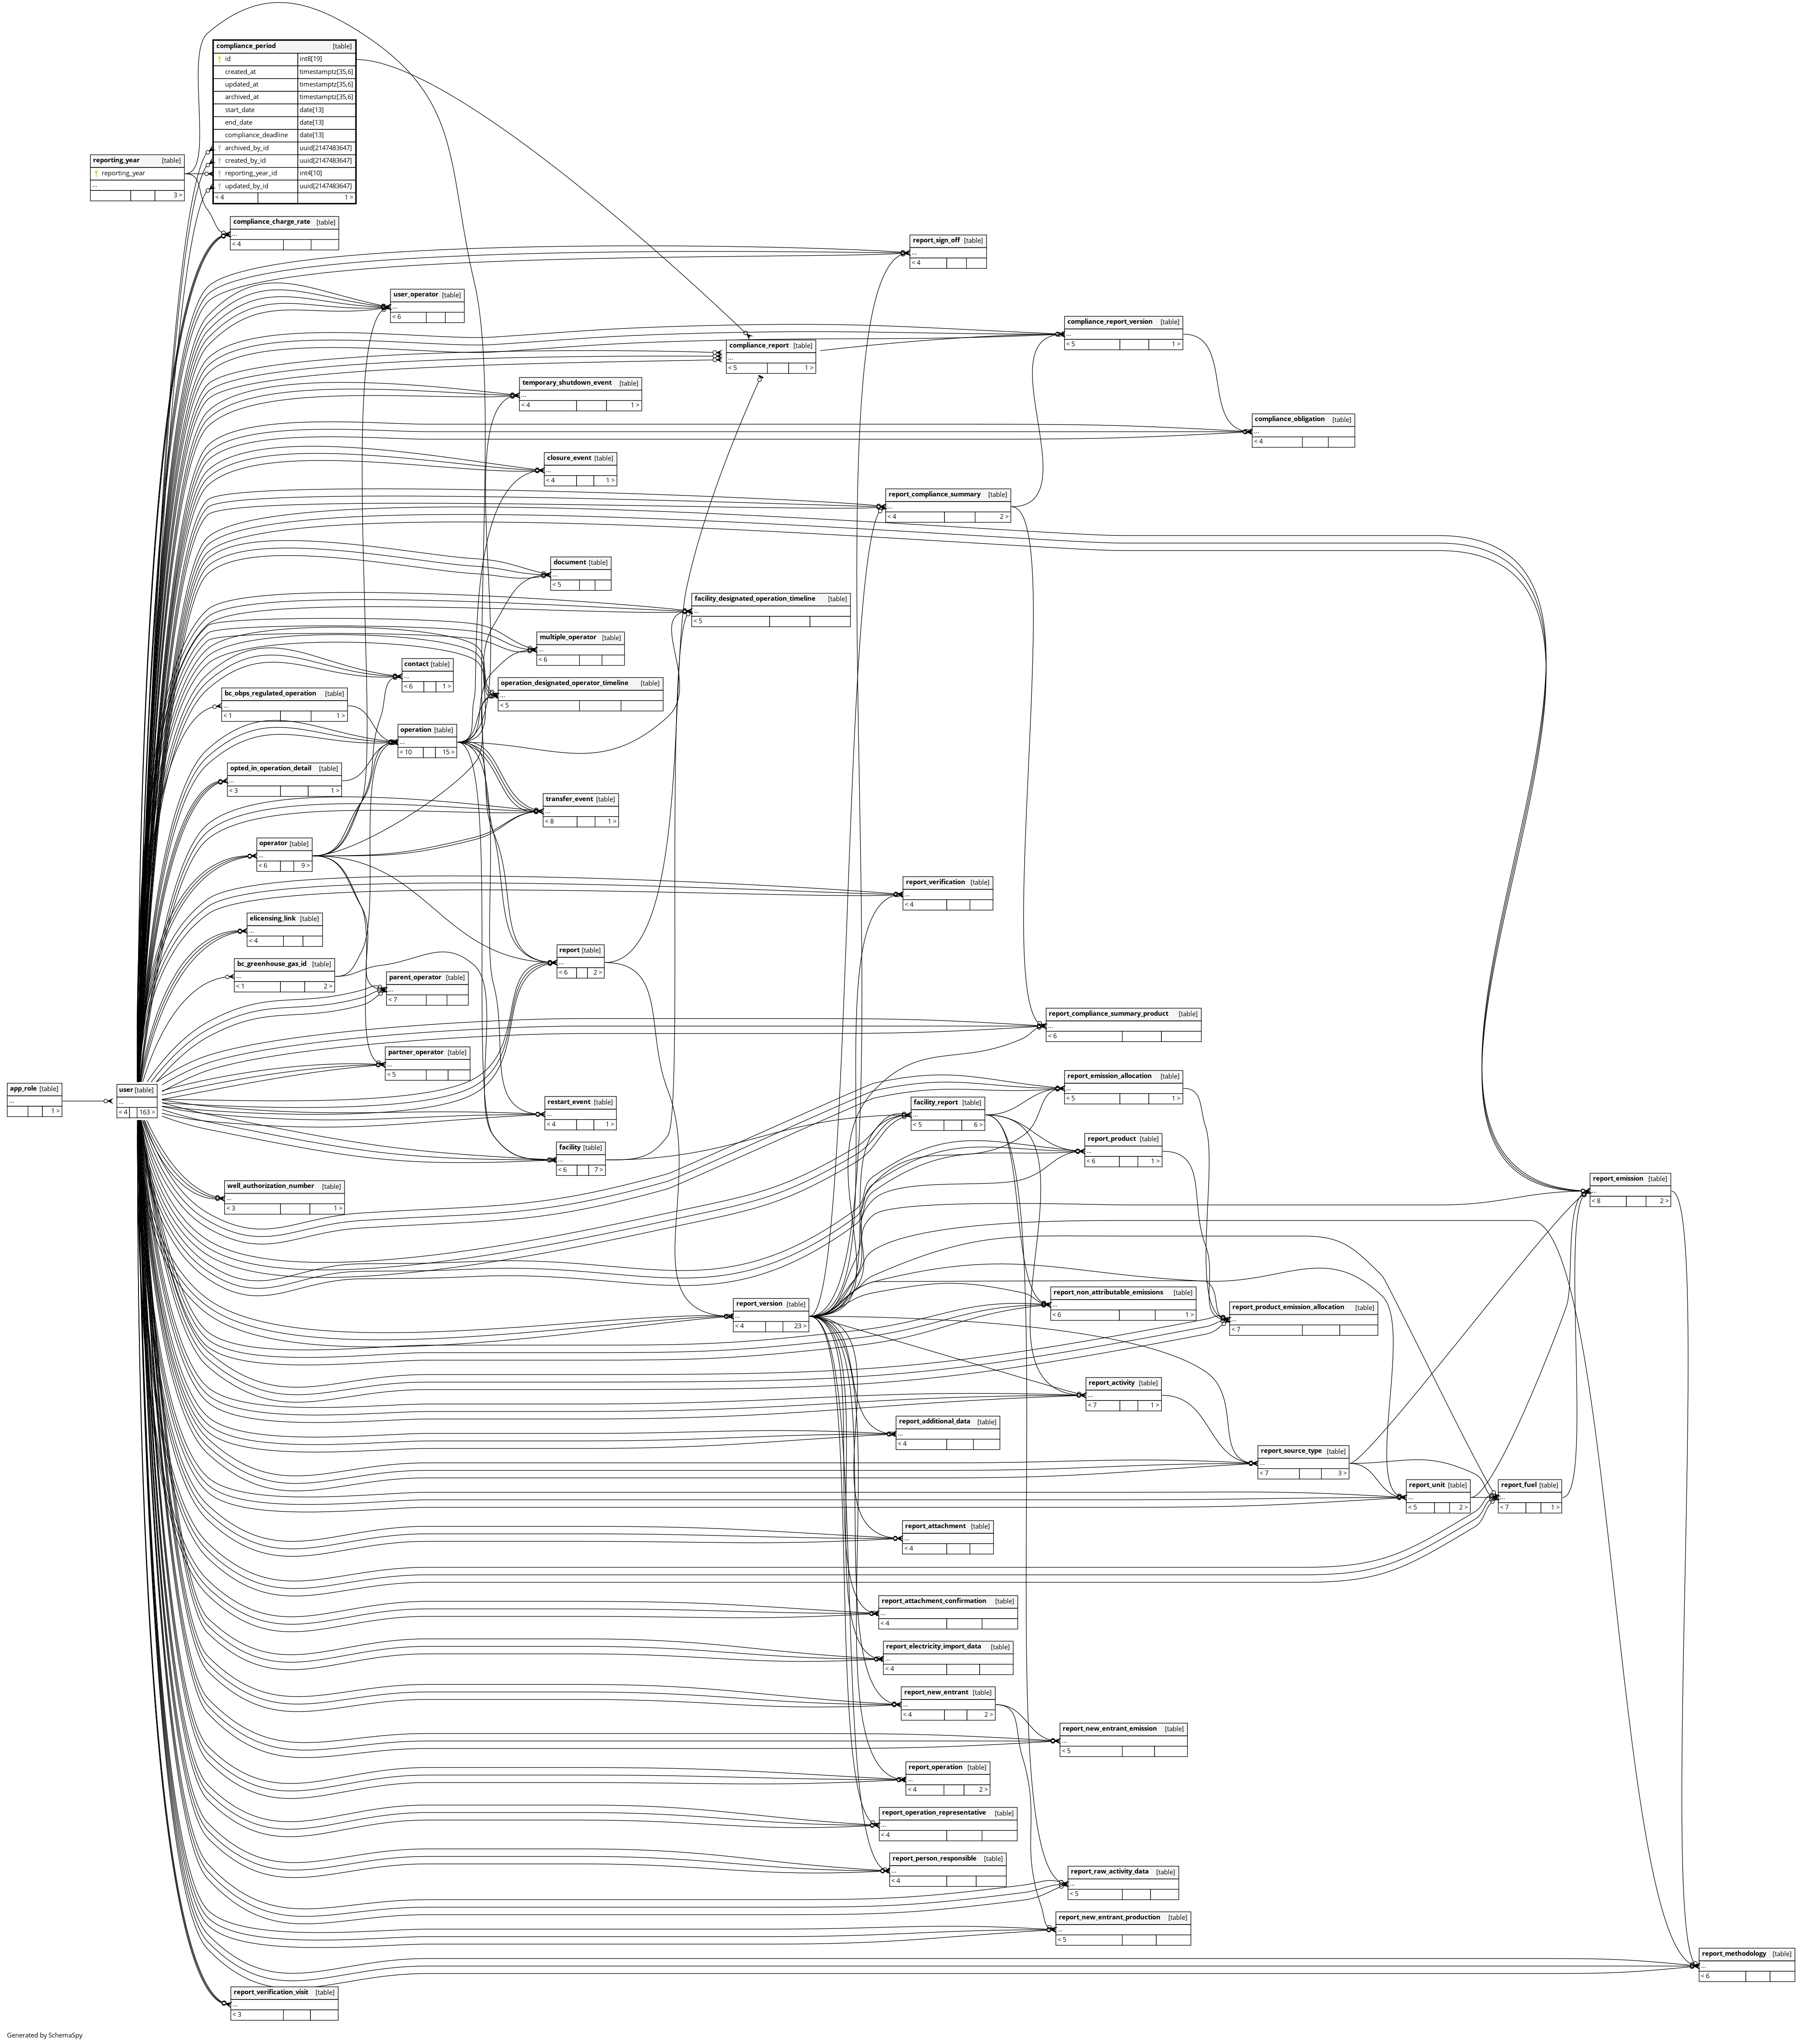 compliance_period [table]
id int8[19]
created_at timestamptz[35,6]
updated_at timestamptz[35,6]
archived_at timestamptz[35,6]
start_date date[13]
end_date date[13]
compliance_deadline date[13]
archived_by_id uuid[2147483647]
created_by_id uuid[2147483647]
reporting_year_id int4[10]
updated_by_id uuid[2147483647]
< 4 1 >
reporting_year [table]
reporting_year
...
3 >
compliance_charge_rate [table]
...
< 4
report_sign_off [table]
...
< 4
user_operator [table]
...
< 6
compliance_report_version [table]
...
< 5 1 >
compliance_report [table]
...
< 5 1 >
temporary_shutdown_event [table]
...
< 4 1 >
compliance_obligation [table]
...
< 4
closure_event [table]
...
< 4 1 >
report_compliance_summary [table]
...
< 4 2 >
document [table]
...
< 5
facility_designated_operation_timeline [table]
...
< 5
multiple_operator [table]
...
< 6
contact [table]
...
< 6 1 >
operation_designated_operator_timeline [table]
...
< 5
bc_obps_regulated_operation [table]
...
< 1 1 >
operation [table]
...
< 10 15 >
opted_in_operation_detail [table]
...
< 3 1 >
transfer_event [table]
...
< 8 1 >
operator [table]
...
< 6 9 >
report_verification [table]
...
< 4
elicensing_link [table]
...
< 4
report [table]
...
< 6 2 >
bc_greenhouse_gas_id [table]
...
< 1 2 >
parent_operator [table]
...
< 7
report_compliance_summary_product [table]
...
< 6
partner_operator [table]
...
< 5
report_emission_allocation [table]
...
< 5 1 >
app_role [table]
...
1 >
user [table]
...
< 4 163 >
restart_event [table]
...
< 4 1 >
facility_report [table]
...
< 5 6 >
report_product [table]
...
< 6 1 >
facility [table]
...
< 6 7 >
report_emission [table]
...
< 8 2 >
well_authorization_number [table]
...
< 3 1 >
report_non_attributable_emissions [table]
...
< 6 1 >
report_version [table]
...
< 4 23 >
report_product_emission_allocation [table]
...
< 7
report_activity [table]
...
< 7 1 >
report_additional_data [table]
...
< 4
report_source_type [table]
...
< 7 3 >
report_unit [table]
...
< 5 2 >
report_fuel [table]
...
< 7 1 >
report_attachment [table]
...
< 4
report_attachment_confirmation [table]
...
< 4
report_electricity_import_data [table]
...
< 4
report_new_entrant [table]
...
< 4 2 >
report_new_entrant_emission [table]
...
< 5
report_operation [table]
...
< 4 2 >
report_operation_representative [table]
...
< 4
report_person_responsible [table]
...
< 4
report_raw_activity_data [table]
...
< 5
report_new_entrant_production [table]
...
< 5
report_methodology [table]
...
< 6
report_verification_visit [table]
...
< 3
Generated by SchemaSpy